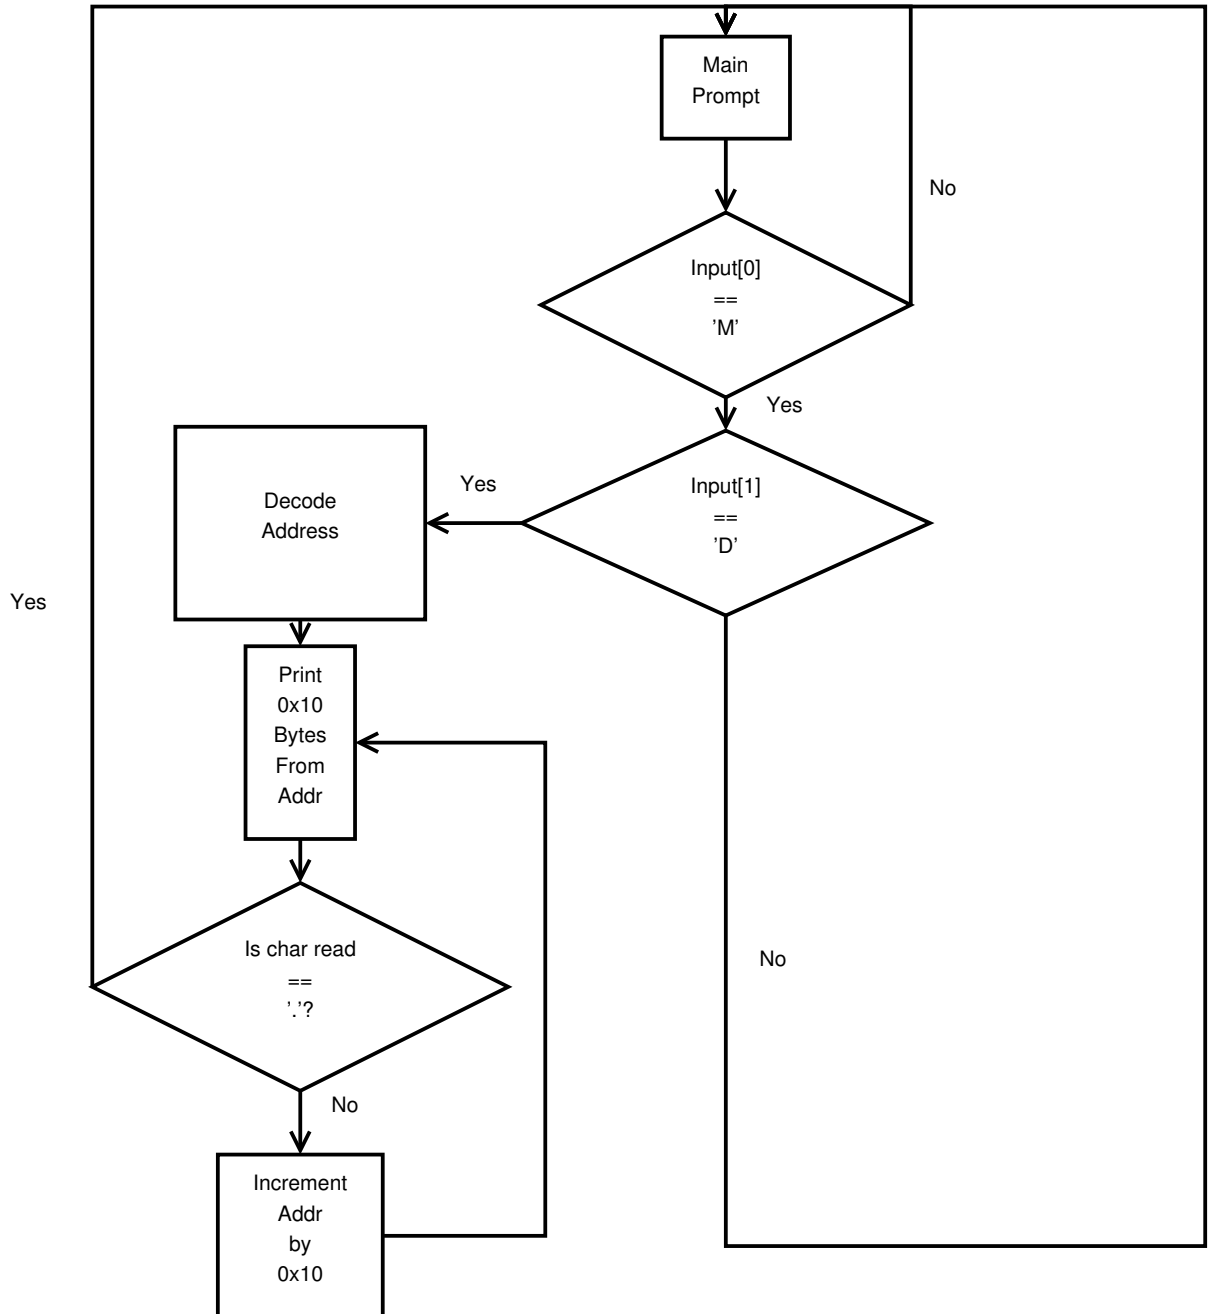 Main
Prompt
No
Input[0]
==
’M’
Yes
Input[1]
==
’D’
Yes
Decode
Address
Yes
Print
0x10
Bytes
From
Addr
Is char read
==
’.’?
No
No
Increment
Addr
by
0x10